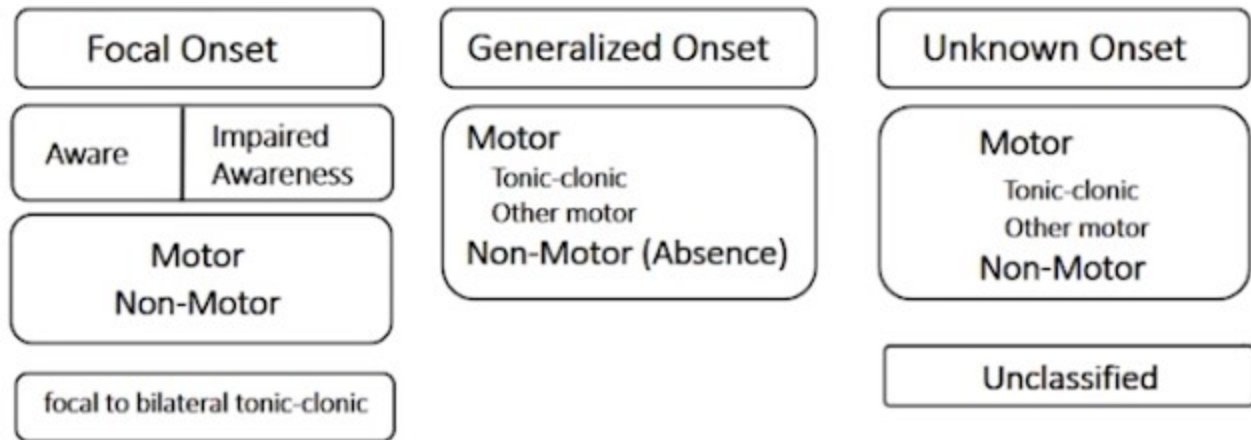 Focal Onset
Aware
Impaired
Awareness
Motor
Non-Motor
focal to bilateral tonic-clonic
Generalized Onset
Motor
Tonic-clonic
Other motor
Non-Motor (Absence)
Unknown Onset
Motor
Tonic-clonic
Other motor
Non-Motor
Unclassified